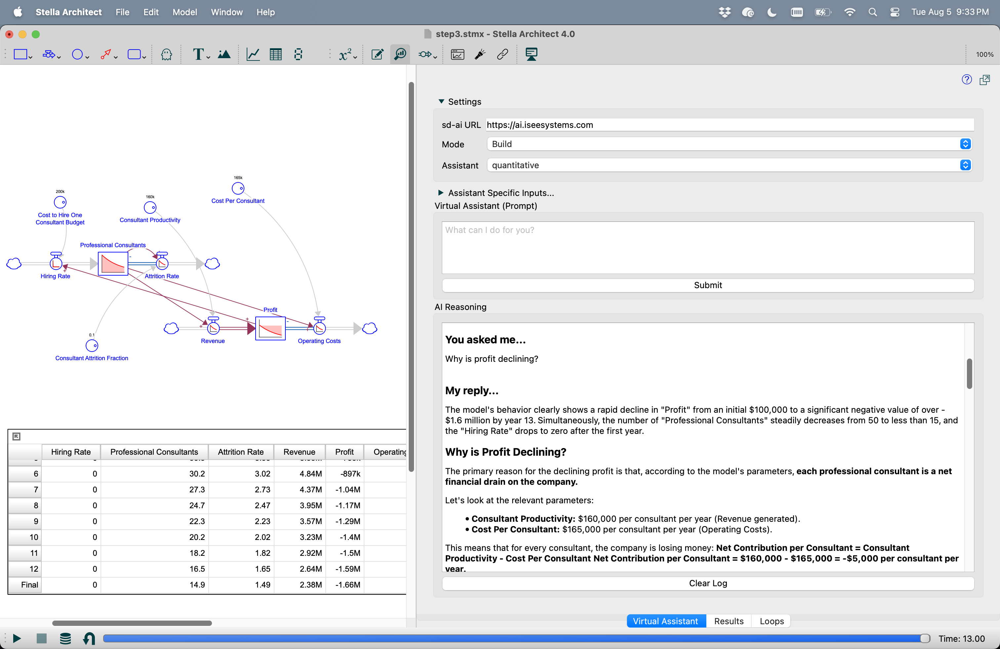 Stella Architect File Edit Model Window Help
Tue Aug 5 9:33 PM
step3.stmx - Stella Architect 4.0
T
x²
100%
Settings
sd-ai URL https://ai.iseesystems.com
Mode Build
Assistant quantitative
Assistant Specific Inputs...
Virtual Assistant (Prompt)
What can I do for you?
Submit
AI Reasoning
You asked me...
Why is profit declining?
My reply...
The model's behavior clearly shows a rapid decline in "Profit" from an initial $100,000 to a significant negative value of over -
$1.6 million by year 13. Simultaneously, the number of "Professional Consultants" steadily decreases from 50 to less than 15, and
the "Hiring Rate" drops to zero after the first year.
Why is Profit Declining?
The primary reason for the declining profit is that, according to the model's parameters, each professional consultant is a net
financial drain on the company.
Let's look at the relevant parameters:
• Consultant Productivity: $160,000 per consultant per year (Revenue generated).
• Cost Per Consultant: $165,000 per consultant per year (Operating Costs).
This means that for every consultant, the company is losing money: Net Contribution per Consultant = Consultant
Productivity - Cost Per Consultant Net Contribution per Consultant = $160,000 - $165,000 = -$5,000 per consultant per
year.
Clear Log
Virtual Assistant Results Loops
165k
Cost Per Consultant
200k
Cost to Hire One
Consultant Budget
160k
Consultant Productivity
Professional Consultants
Hiring Rate
Attrition Rate
Profit
Revenue
Operating Costs
0.1
Consultant Attrition Fraction
Hiring Rate Professional Consultants Attrition Rate Revenue Profit Operating
6 0 30.2 3.02 4.84M -897k
7 0 27.3 2.73 4.37M -1.04M
8 0 24.7 2.47 3.95M -1.17M
9 0 22.3 2.23 3.57M -1.29M
10 0 20.2 2.02 3.23M -1.4M
11 0 18.2 1.82 2.92M -1.5M
12 0 16.5 1.65 2.64M -1.59M
Final 0 14.9 1.49 2.38M -1.66M
Time: 13.00